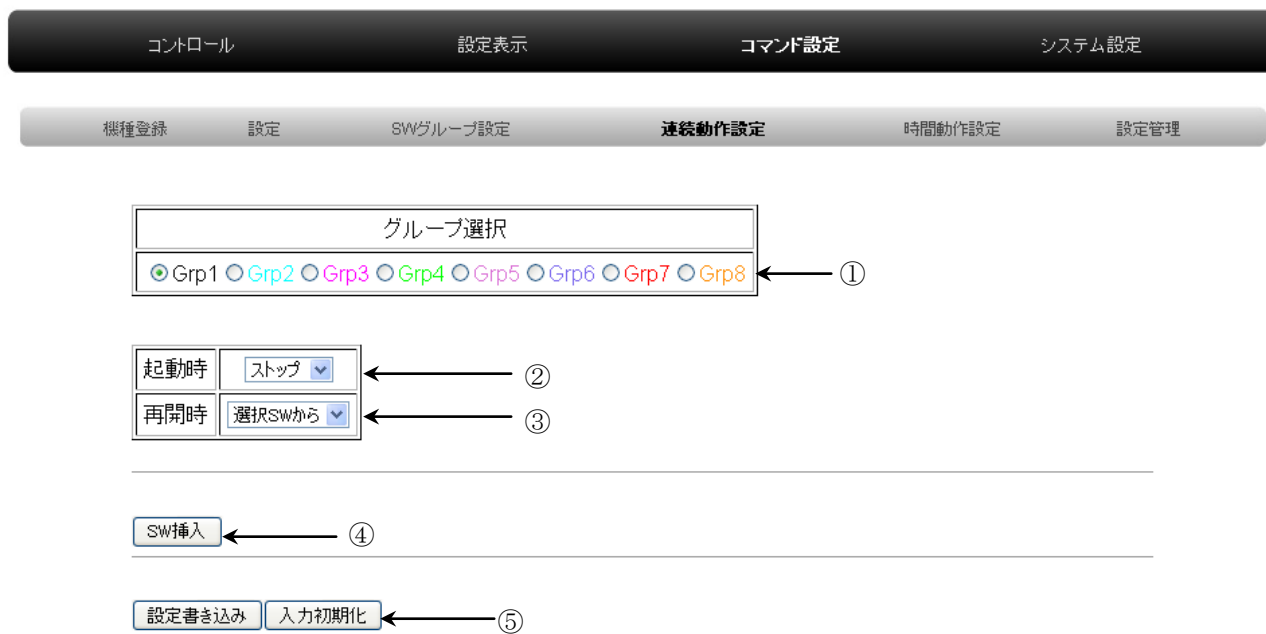 コントロール 設定表示 コマンド設定 システム設定
機種登録 設定 SWグループ設定 連続動作設定 時間動作設定 設定管理
グループ選択
Grp1 Grp2 Grp3 Grp4 Grp5 Grp6 Grp7 Grp8 ①
起動時 ストップ ②
再開時 選択SWから ③
SW挿入 ④
設定書き込み 入力初期化 ⑤